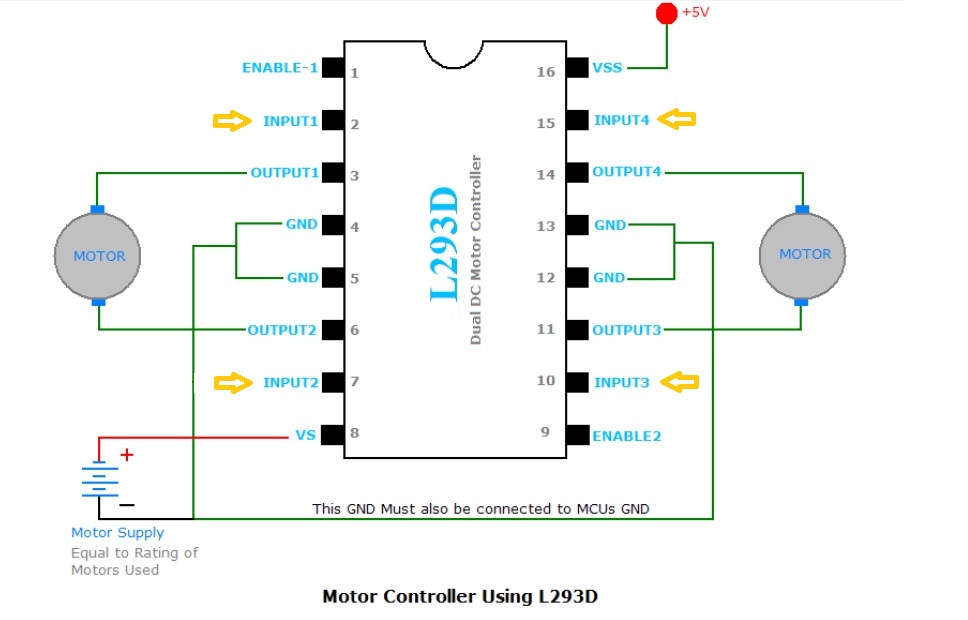 +5V
ENABLE-1
1
16
VSS
INPUT1
2
15
INPUT4
OUTPUT1
3
14
OUTPUT4
GND
4
13
GND
MOTOR
L293D
Dual DC Motor Controller
MOTOR
GND
5
12
GND
OUTPUT2
6
11
OUTPUT3
INPUT2
7
10
INPUT3
VS
8
9
ENABLE2
+
−
This GND Must also be connected to MCUs GND
Motor Supply
Equal to Rating of
Motors Used
Motor Controller Using L293D